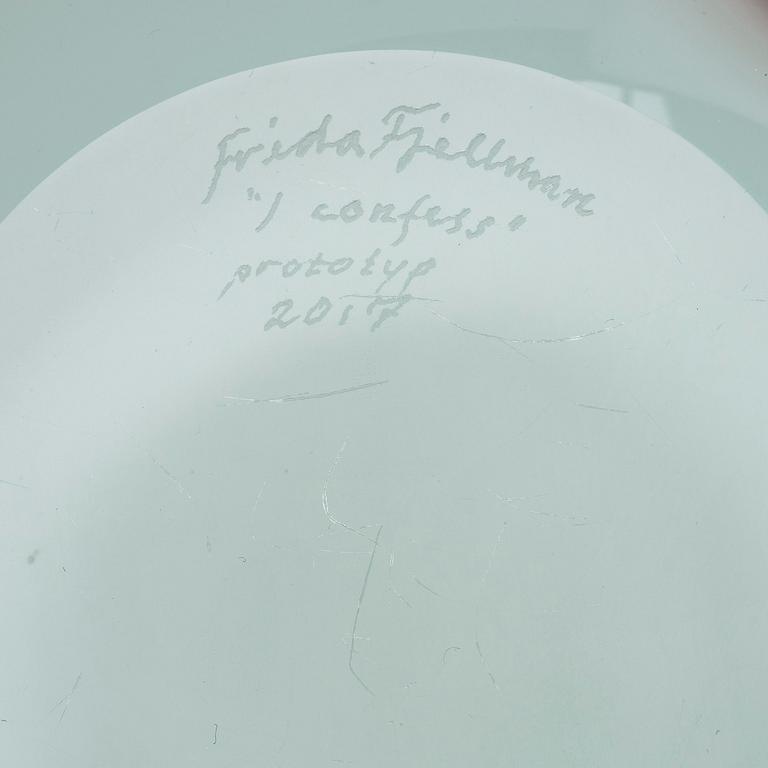 Frida Fjellman
"I confess"
prototyp
2017